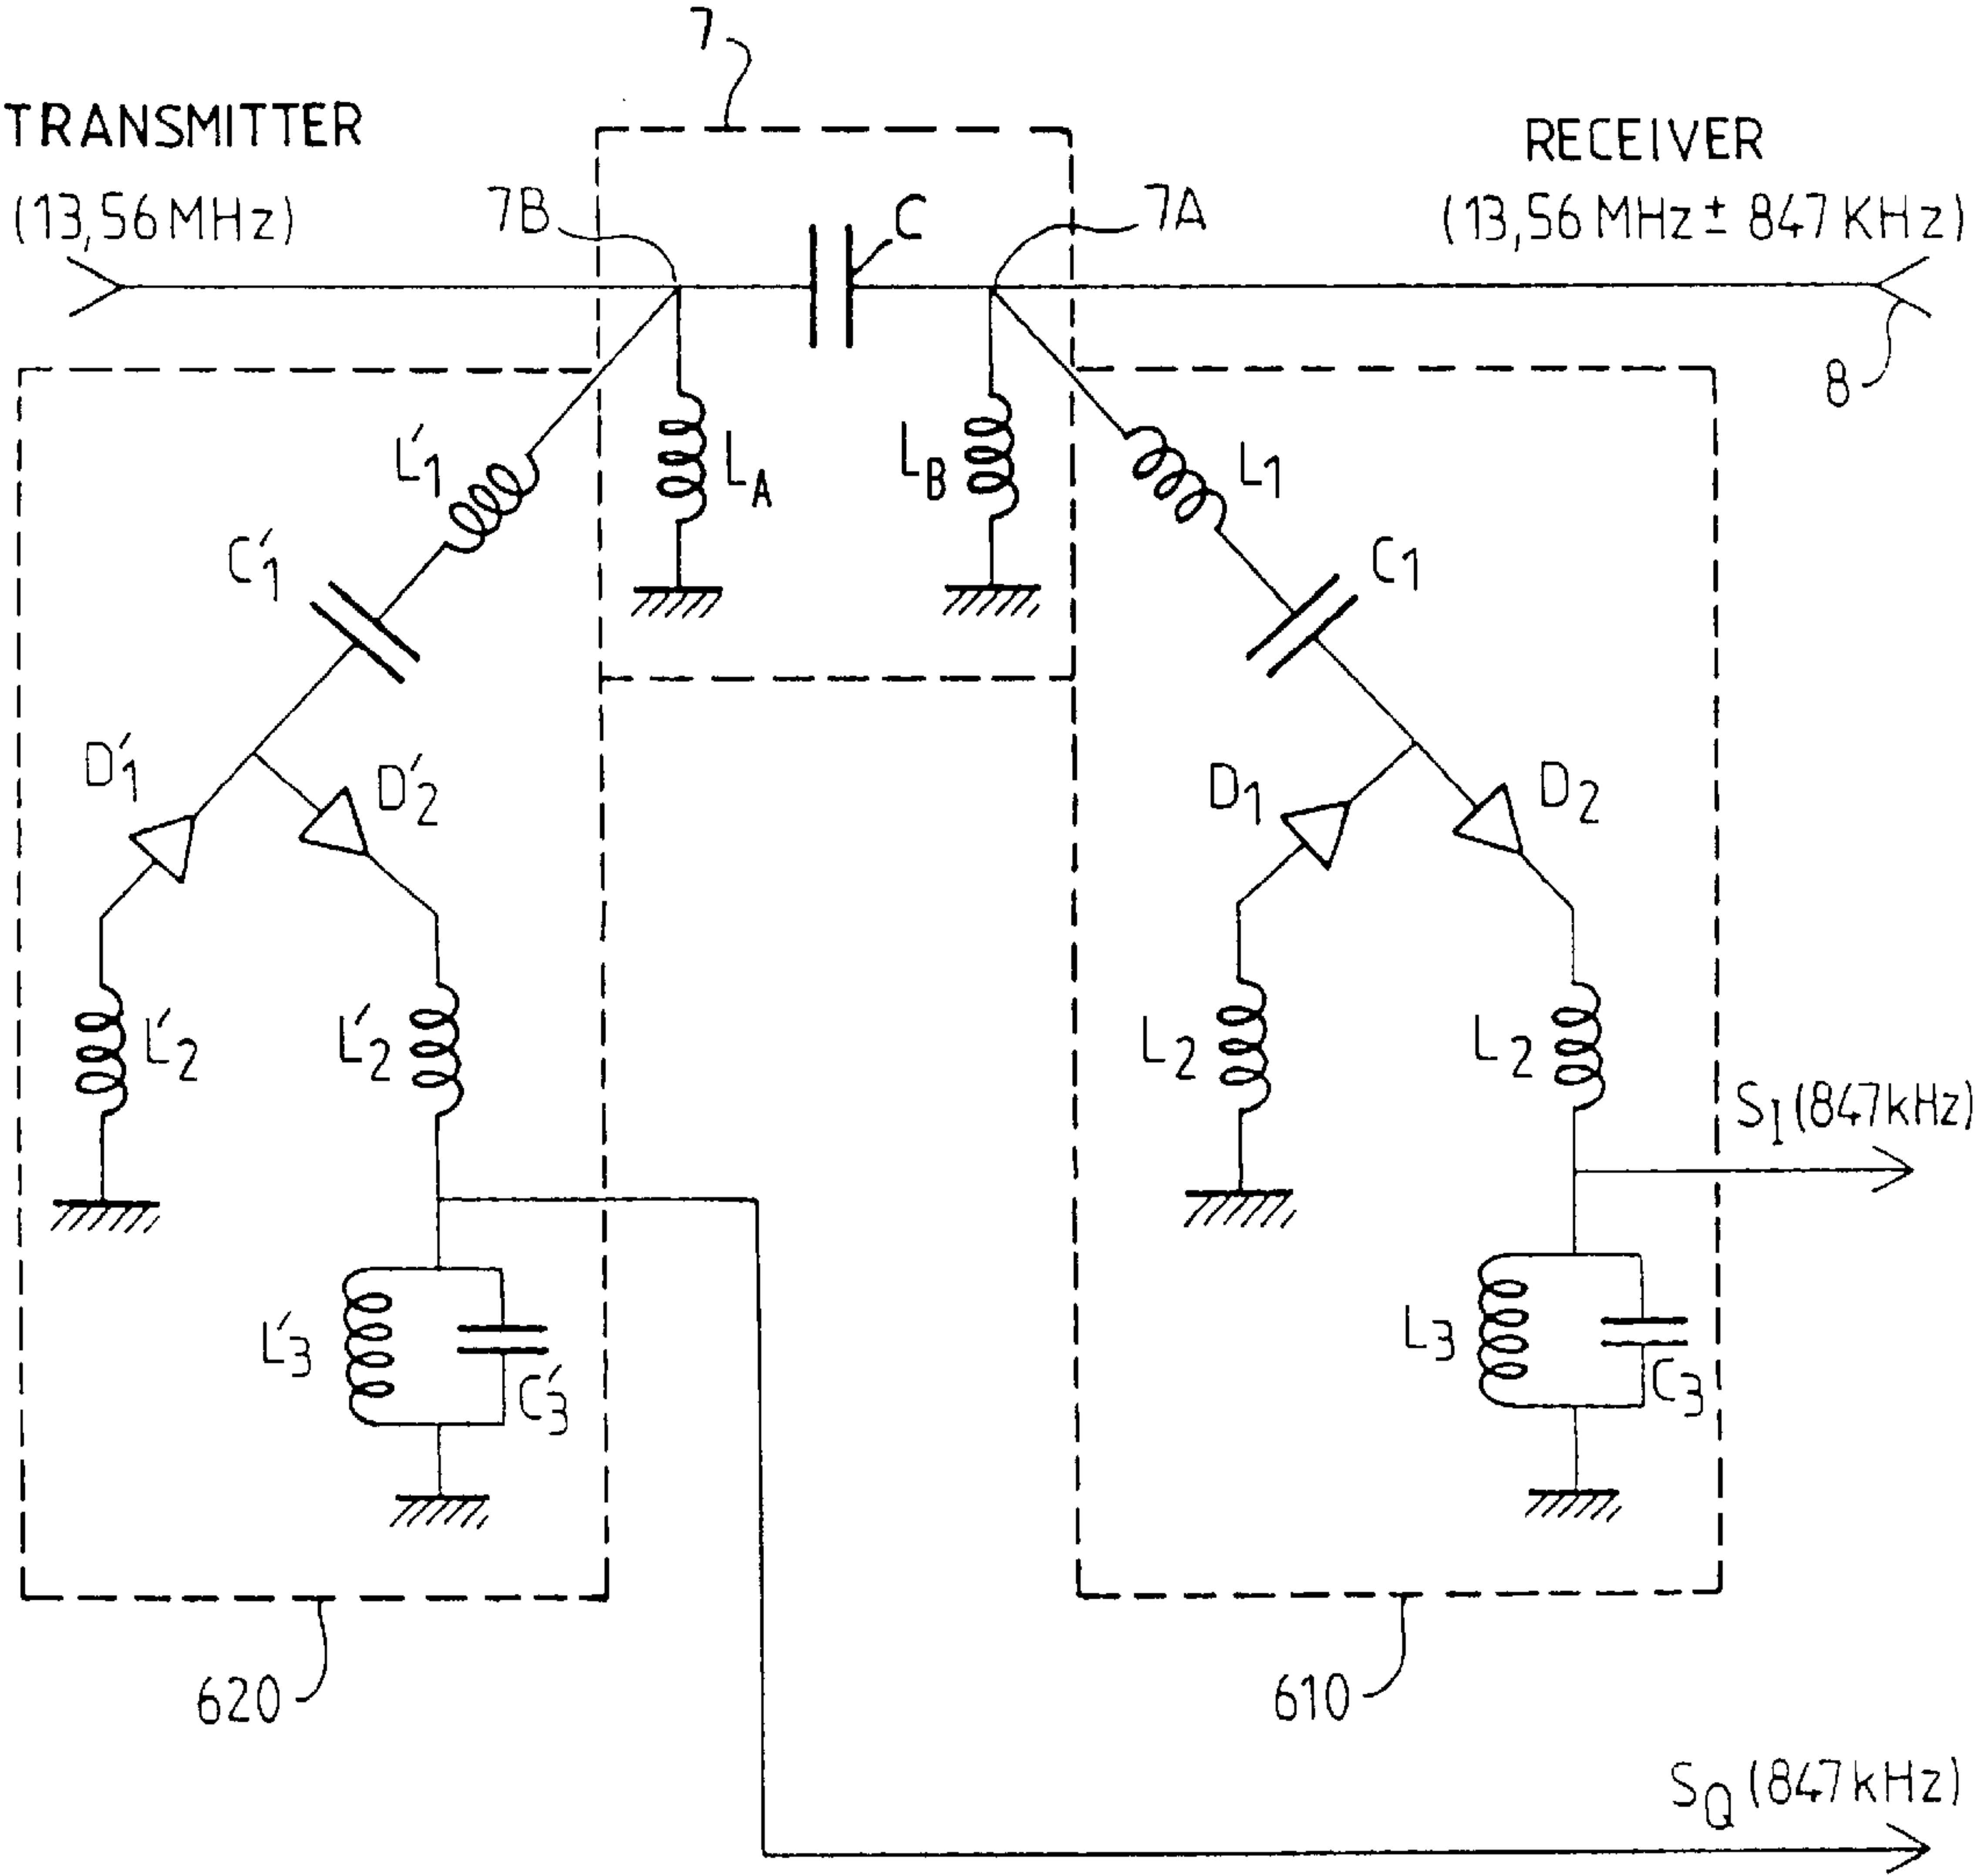 7
TRANSMITTER
RECEIVER
(13,56 MHz)
7B
C
7A
(13,56 MHz ± 847 KHz)
8
L'1
LA
LB
L1
C'1
C1
D'1
D'2
D1
D2
L'2
L'2
L2
L2
SI (847kHz)
L'3
C'3
L3
C3
620
610
SQ (847kHz)